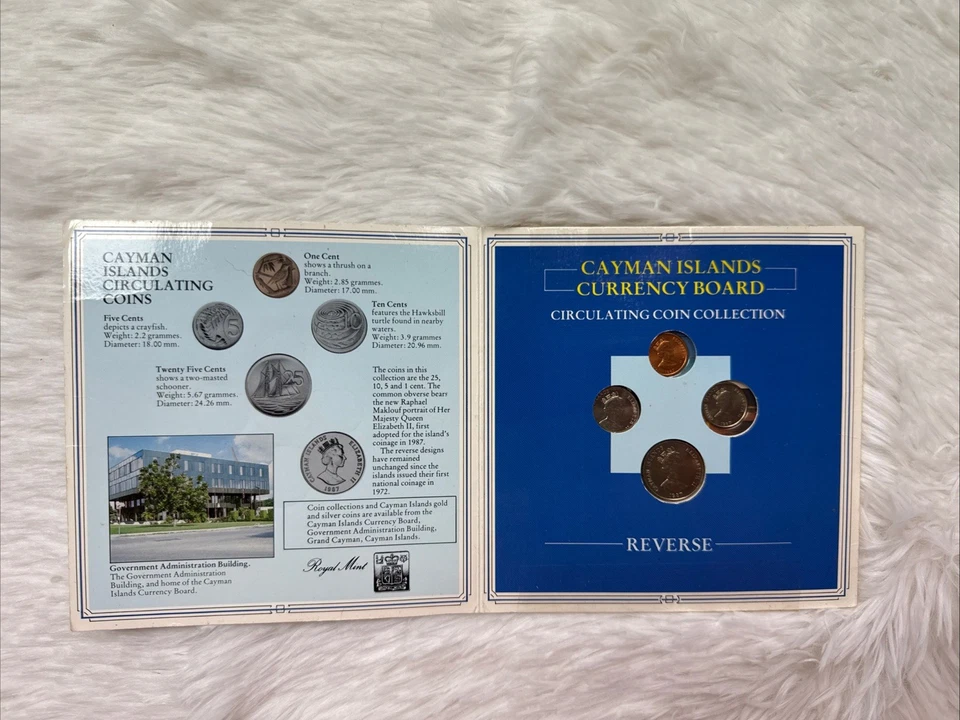 CAYMAN
ISLANDS
CIRCULATING
COINS
One Cent
shows a thrush on a
branch.
Weight: 2.85 grammes.
Diameter: 17.00 mm.
Five Cents
depicts a crayfish.
Weight: 2.2 grammes.
Diameter: 18.00 mm.
5
10
Ten Cents
features the Hawksbill
turtle found in nearby
waters.
Weight: 3.9 grammes
Diameter: 20.96 mm.
Twenty Five Cents
shows a two-masted
schooner.
Weight: 5.67 grammes.
Diameter: 24.26 mm.
25
The coins in this
collection are the 25,
10, 5 and 1 cent. The
common obverse bears
the new Raphael
Maklouf portrait of Her
Majesty Queen
Elizabeth II, first
adopted for the island's
coinage in 1987.
The reverse designs
have remained
unchanged since the
islands issued their first
national coinage in
1972.
CAYMAN ISLANDS
ELIZABETH II
1987
Coin collections and Cayman Islands gold
and silver coins are available from the
Cayman Islands Currency Board,
Government Administration Building,
Grand Cayman, Cayman Islands.
Government Administration Building.
The Government Administration
Building, and home of the Cayman
Islands Currency Board.
Royal Mint
CAYMAN ISLANDS
CURRENCY BOARD
CIRCULATING COIN COLLECTION
REVERSE